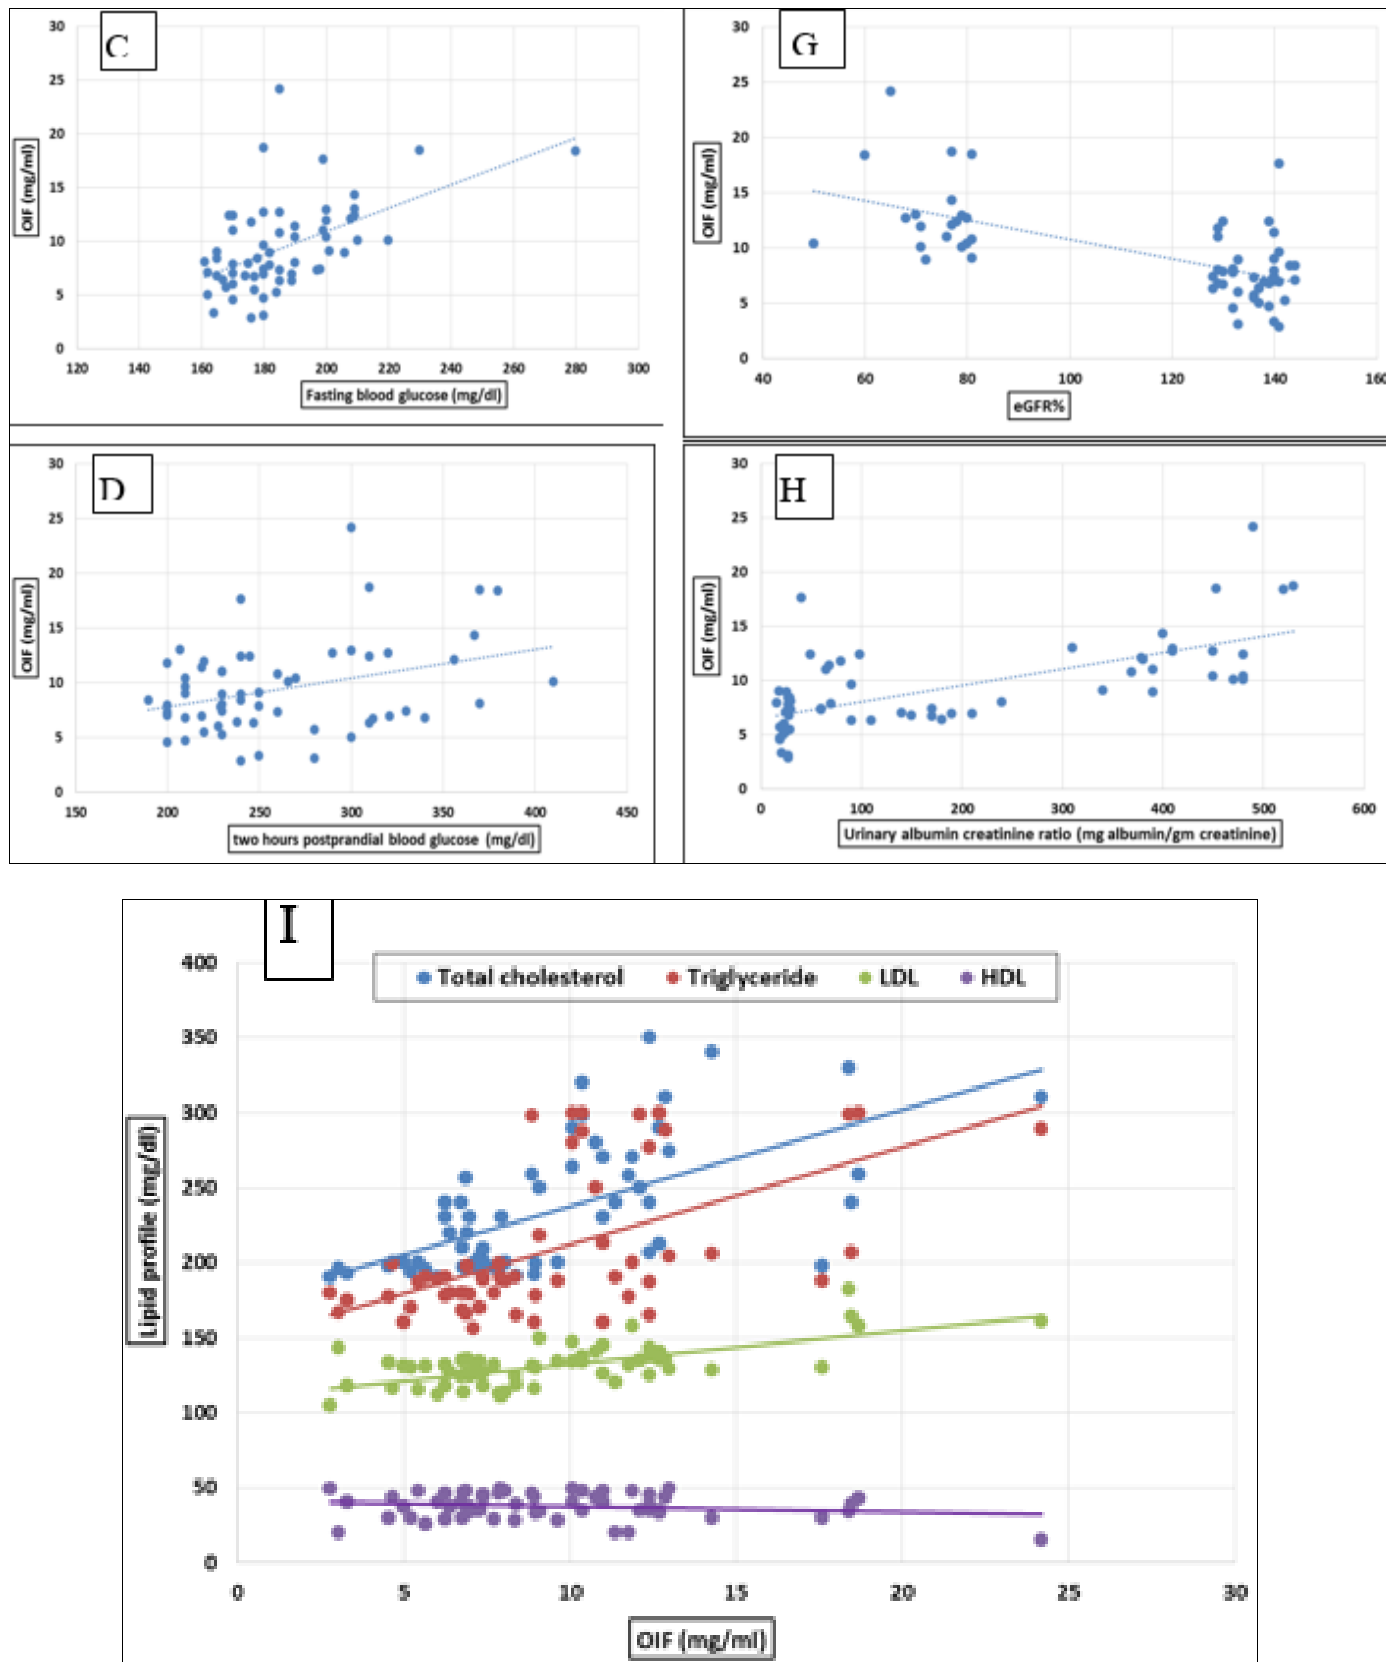 C
30
25
20
15
10
5
0
OIF (mg/ml)
120 140 160 180 200 220 240 260 280 300
Fasting blood glucose (mg/dl)
G
30
25
20
15
10
5
0
OIF (mg/ml)
40 60 80 100 120 140 160
eGFR%
D
30
25
20
15
10
5
0
OIF (mg/ml)
150 200 250 300 350 400 450
two hours postprandial blood glucose (mg/dl)
H
30
25
20
15
10
5
0
OIF (mg/ml)
0 100 200 300 400 500 600
Urinary albumin creatinine ratio (mg albumin/gm creatinine)
I
Total cholesterol Triglyceride LDL HDL
400
350
300
250
200
150
100
50
0
Lipid profile (mg/dl)
0 5 10 15 20 25 30
OIF (mg/ml)